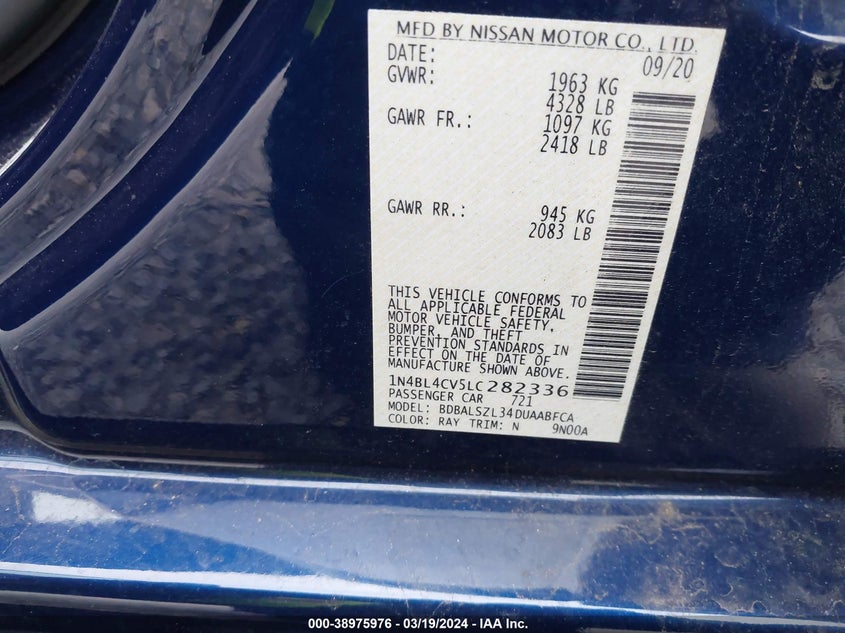 MFD BY NISSAN MOTOR CO., LTD.
DATE: 09/20
GVWR: 1963 KG
4328 LB
GAWR FR.: 1097 KG
2418 LB
GAWR RR.: 945 KG
2083 LB
THIS VEHICLE CONFORMS TO
ALL APPLICABLE FEDERAL
MOTOR VEHICLE SAFETY,
BUMPER, AND THEFT
PREVENTION STANDARDS IN
EFFECT ON THE DATE OF
MANUFACTURE SHOWN ABOVE.
1N4BL4CV5LC282336
PASSENGER CAR 721
MODEL: BDBALSZL34DUAABFCA
COLOR: RAY TRIM: N 9N00A
000-38975976 - 03/19/2024 - IAA Inc.